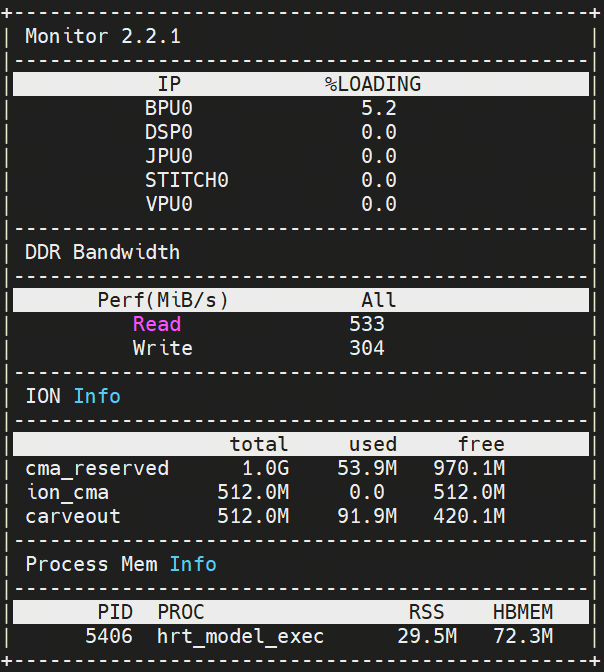 Monitor 2.2.1
IP %LOADING
BPU0 5.2
DSP0 0.0
JPU0 0.0
STITCH0 0.0
VPU0 0.0
DDR Bandwidth
Perf(MiB/s) All
Read 533
Write 304
ION Info
total used free
cma_reserved 1.0G 53.9M 970.1M
ion_cma 512.0M 0.0 512.0M
carveout 512.0M 91.9M 420.1M
Process Mem Info
PID PROC RSS HBMEM
5406 hrt_model_exec 29.5M 72.3M